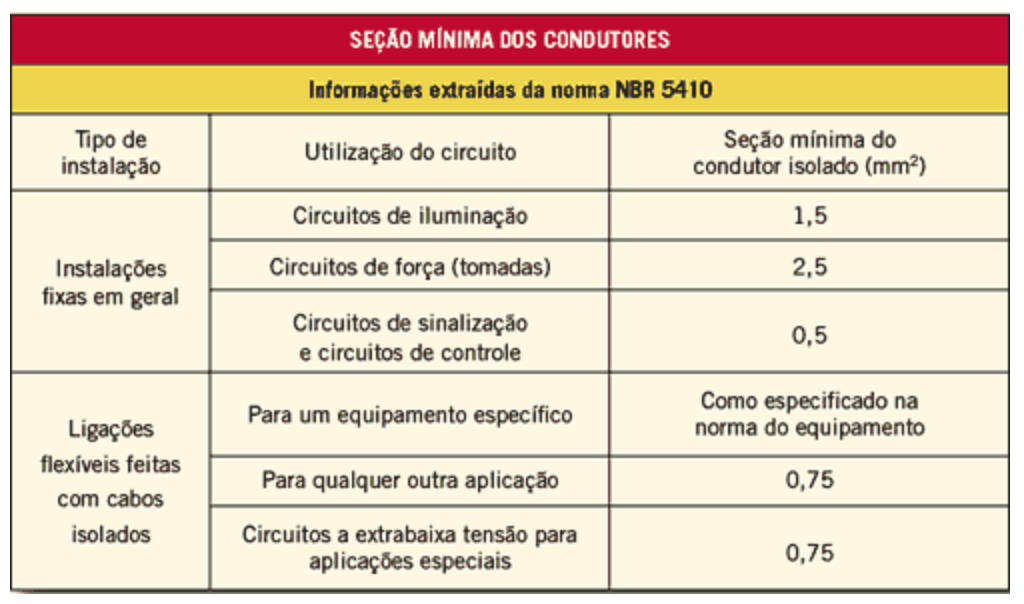 SEÇÃO MÍNIMA DOS CONDUTORES
Informações extraídas da norma NBR 5410
Tipo de
instalação
Utilização do circuito
Seção mínima do
condutor isolado (mm²)
Instalações
fixas em geral
Circuitos de iluminação
1,5
Circuitos de força (tomadas)
2,5
Circuitos de sinalização
e circuitos de controle
0,5
Ligações
flexíveis feitas
com cabos
isolados
Para um equipamento específico
Como especificado na
norma do equipamento
Para qualquer outra aplicação
0,75
Circuitos a extrabaixa tensão para
aplicações especiais
0,75